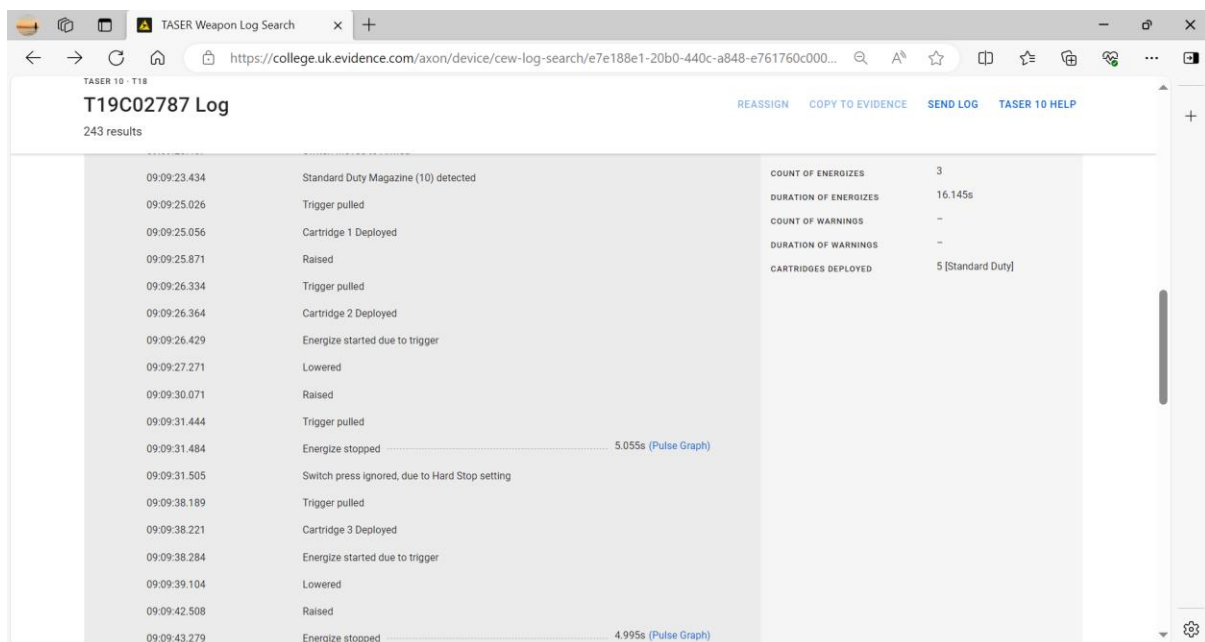 TASER Weapon Log Search
https://college.uk.evidence.com/axon/device/cew-log-search/e7e188e1-20b0-440c-a848-e761760c000...
TASER 10 - T18
T19C02787 Log
REASSIGN COPY TO EVIDENCE SEND LOG TASER 10 HELP
243 results
09:09:23.434 Standard Duty Magazine (10) detected
09:09:25.026 Trigger pulled
09:09:25.056 Cartridge 1 Deployed
09:09:25.871 Raised
09:09:26.334 Trigger pulled
09:09:26.364 Cartridge 2 Deployed
09:09:26.429 Energize started due to trigger
09:09:27.271 Lowered
09:09:30.071 Raised
09:09:31.444 Trigger pulled
09:09:31.484 Energize stopped 5.055s (Pulse Graph)
09:09:31.505 Switch press ignored, due to Hard Stop setting
09:09:38.189 Trigger pulled
09:09:38.221 Cartridge 3 Deployed
09:09:38.284 Energize started due to trigger
09:09:39.104 Lowered
09:09:42.508 Raised
09:09:43.279 Energize stopped 4.995s (Pulse Graph)
COUNT OF ENERGIZES 3
DURATION OF ENERGIZES 16.145s
COUNT OF WARNINGS –
DURATION OF WARNINGS –
CARTRIDGES DEPLOYED 5 [Standard Duty]